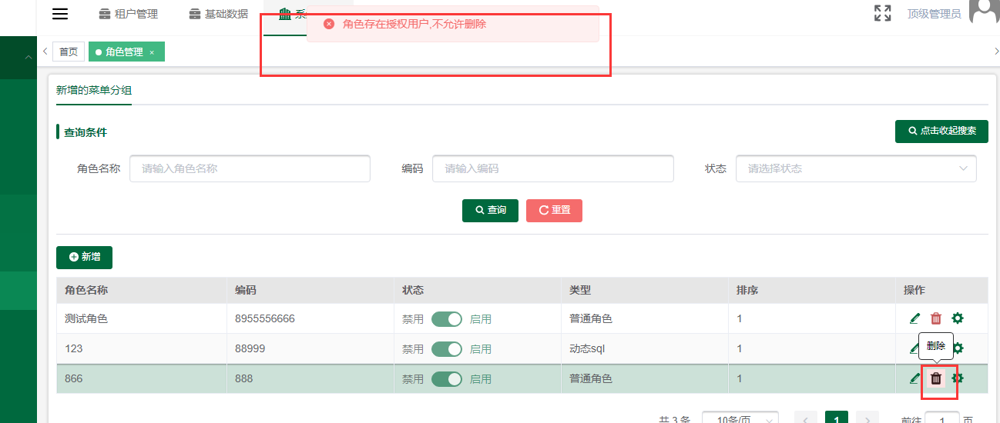 租户管理 基础数据 系 顶级管理员
角色存在授权用户,不允许删除
首页 角色管理 ×
新增的菜单分组
查询条件 点击收起搜索
角色名称 请输入角色名称 编码 请输入编码 状态 请选择状态
查询 重置
新增
角色名称 编码 状态 类型 排序 操作
测试角色 8955556666 禁用 启用 普通角色 1
123 88999 禁用 启用 动态sql 1
删除
866 888 禁用 启用 普通角色 1
共 3 条 10条/页 1 前往 1 页